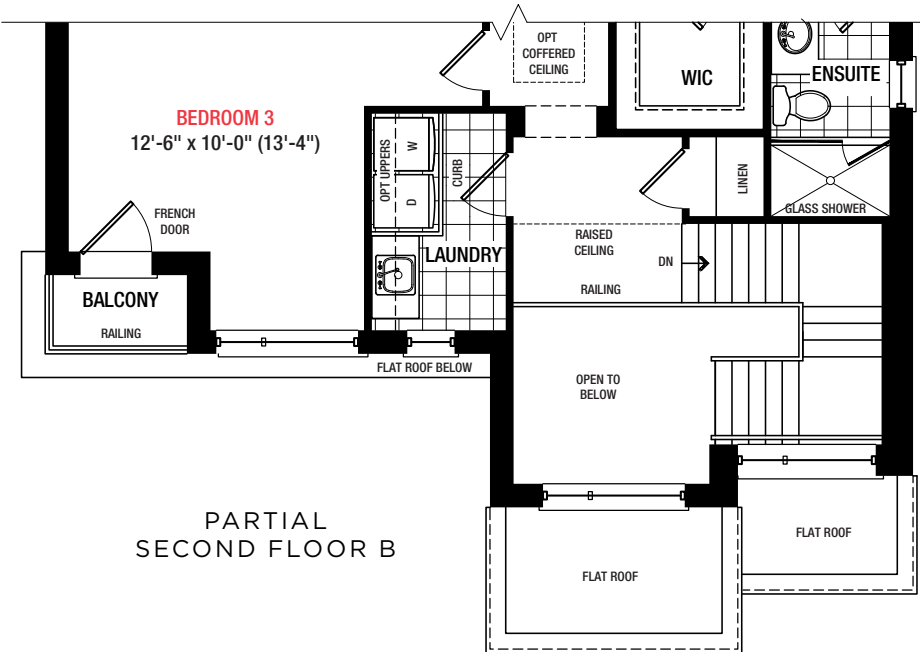 OPT
COFFERED
CEILING
WIC
ENSUITE
BEDROOM 3
12'-6" x 10'-0" (13'-4")
OPT UPPERS
W
D
CURB
LINEN
GLASS SHOWER
FRENCH
DOOR
LAUNDRY
RAISED
CEILING
DN
RAILING
BALCONY
RAILING
FLAT ROOF BELOW
OPEN TO
BELOW
PARTIAL
SECOND FLOOR B
FLAT ROOF
FLAT ROOF